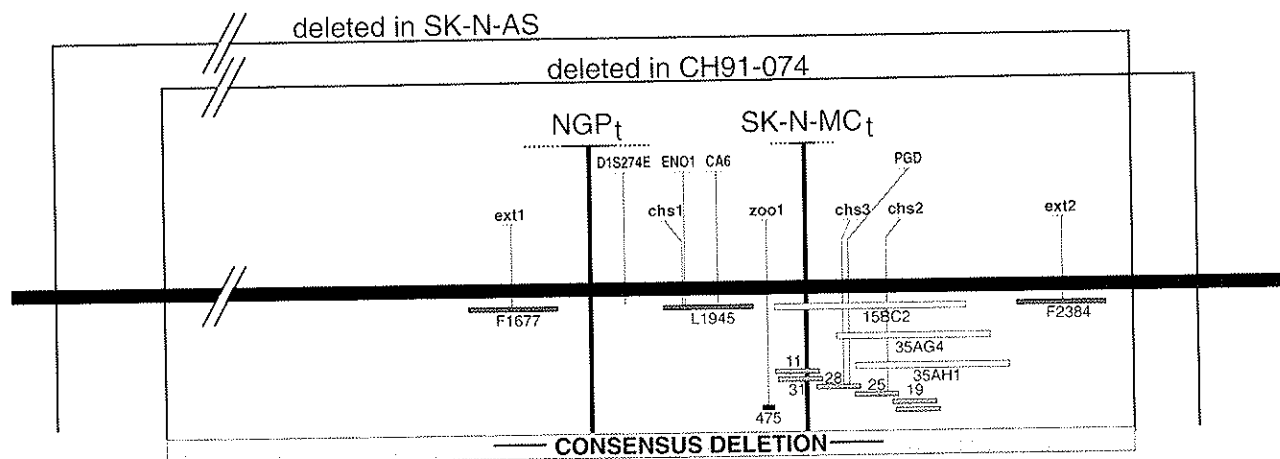 deleted in SK-N-AS
deleted in CH91-074
NGPt
SK-N-MCt
D1S274E ENO1 CA6
PGD
ext1
chs1
zoo1
chs3 chs2
ext2
F1677
L1945
15BC2
F2384
35AG4
11
35AH1
31
28
25
19
475
CONSENSUS DELETION